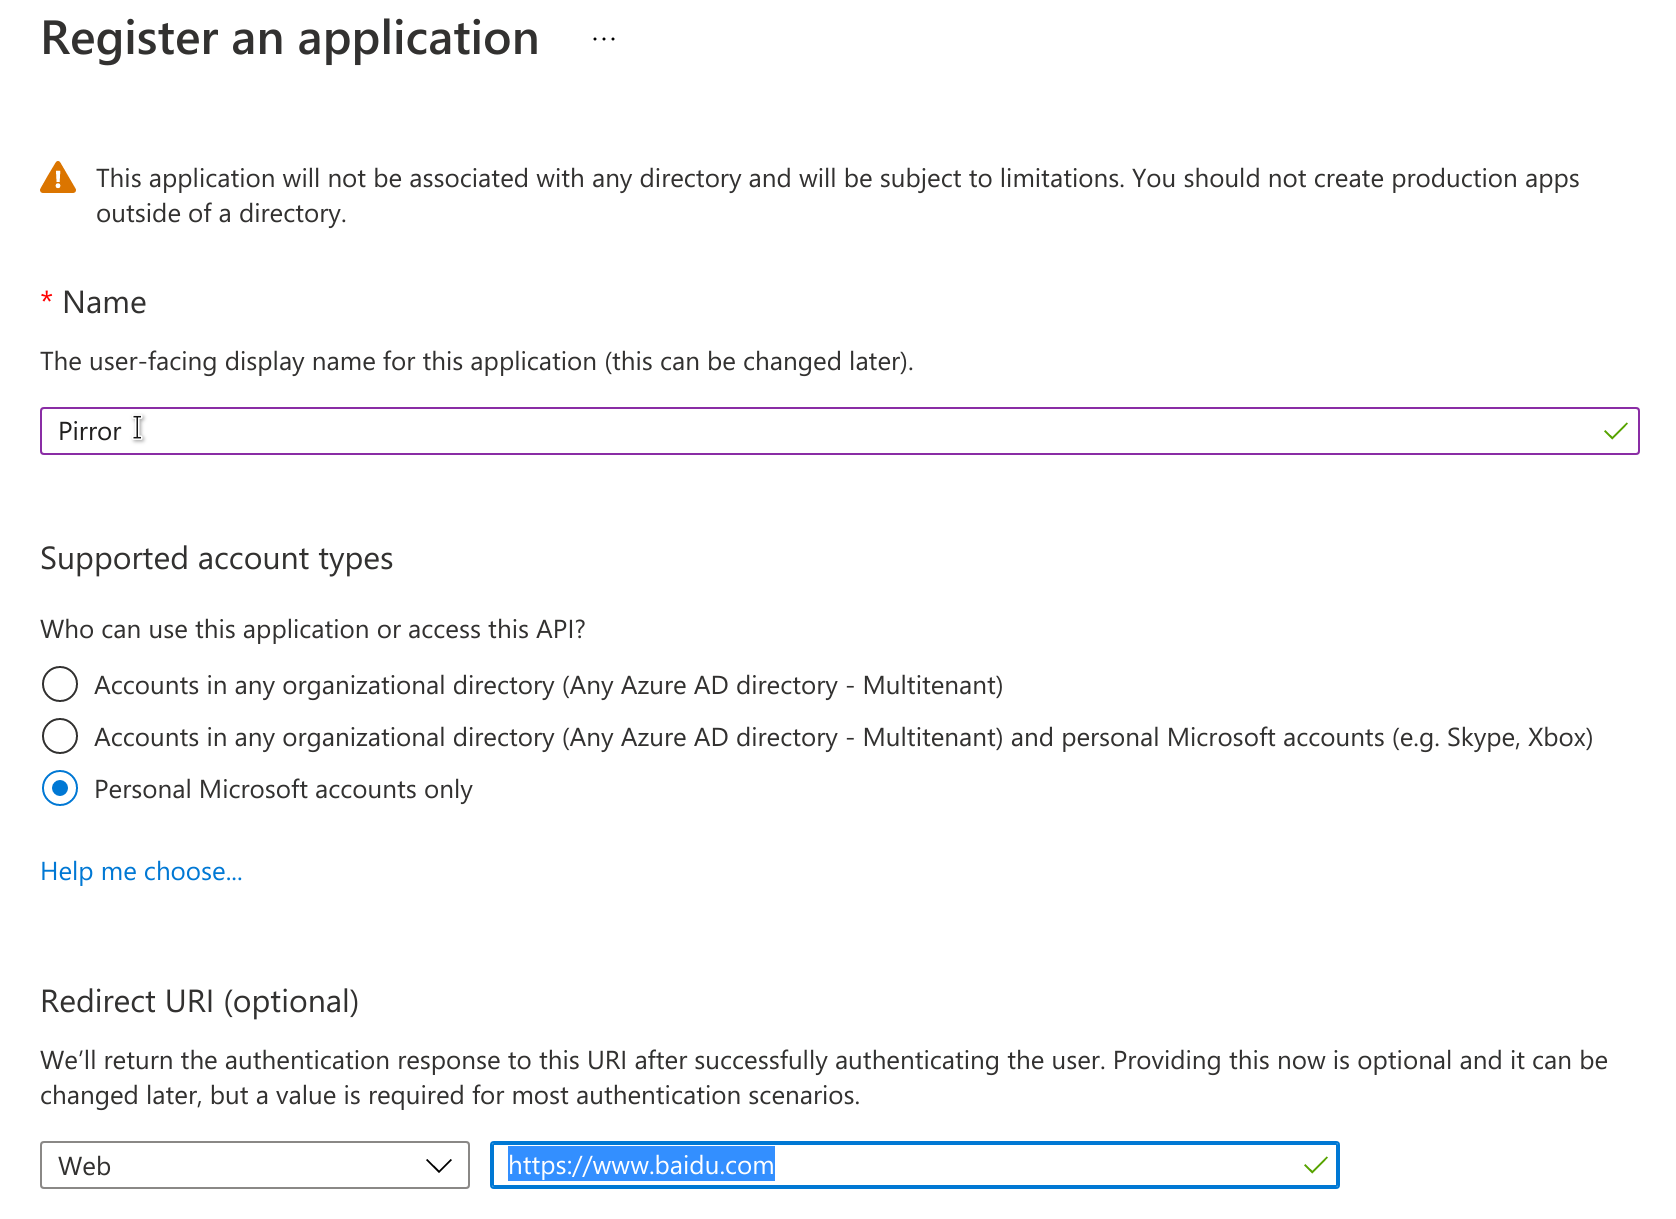 Register an application ...
This application will not be associated with any directory and will be subject to limitations. You should not create production apps
outside of a directory.
* Name
The user-facing display name for this application (this can be changed later).
Pirror
Supported account types
Who can use this application or access this API?
Accounts in any organizational directory (Any Azure AD directory - Multitenant)
Accounts in any organizational directory (Any Azure AD directory - Multitenant) and personal Microsoft accounts (e.g. Skype, Xbox)
Personal Microsoft accounts only
Help me choose...
Redirect URI (optional)
We’ll return the authentication response to this URI after successfully authenticating the user. Providing this now is optional and it can be
changed later, but a value is required for most authentication scenarios.
Web https://www.baidu.com